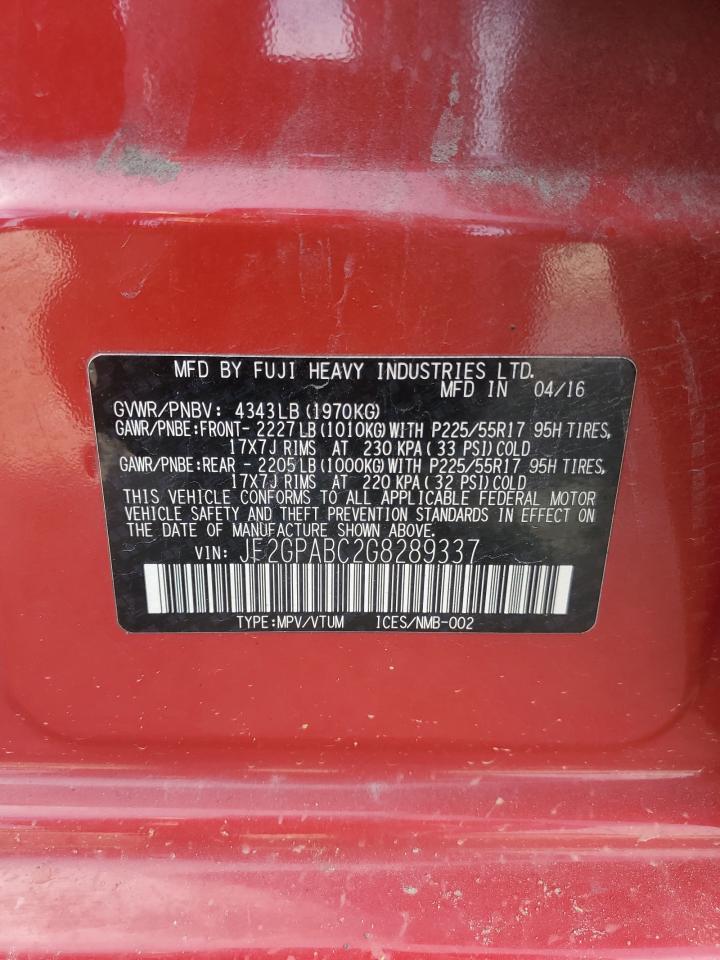 MFD BY FUJI HEAVY INDUSTRIES LTD.
MFD IN 04/16
GVWR/PNBV: 4343LB (1970KG)
GAWR/PNBE:FRONT- 2227LB (1010KG) WITH P225/55R17 95H TIRES,
17X7J RIMS AT 230 KPA (33 PSI) COLD
GAWR/PNBE:REAR - 2205LB (1000KG) WITH P225/55R17 95H TIRES,
17X7J RIMS AT 220 KPA (32 PSI) COLD
THIS VEHICLE CONFORMS TO ALL APPLICABLE FEDERAL MOTOR
VEHICLE SAFETY AND THEFT PREVENTION STANDARDS IN EFFECT
ON THE DATE OF MANUFACTURE SHOWN ABOVE.
VIN: JF2GPABC2G8289337
TYPE:MPV/VTUM ICES/NMB-002